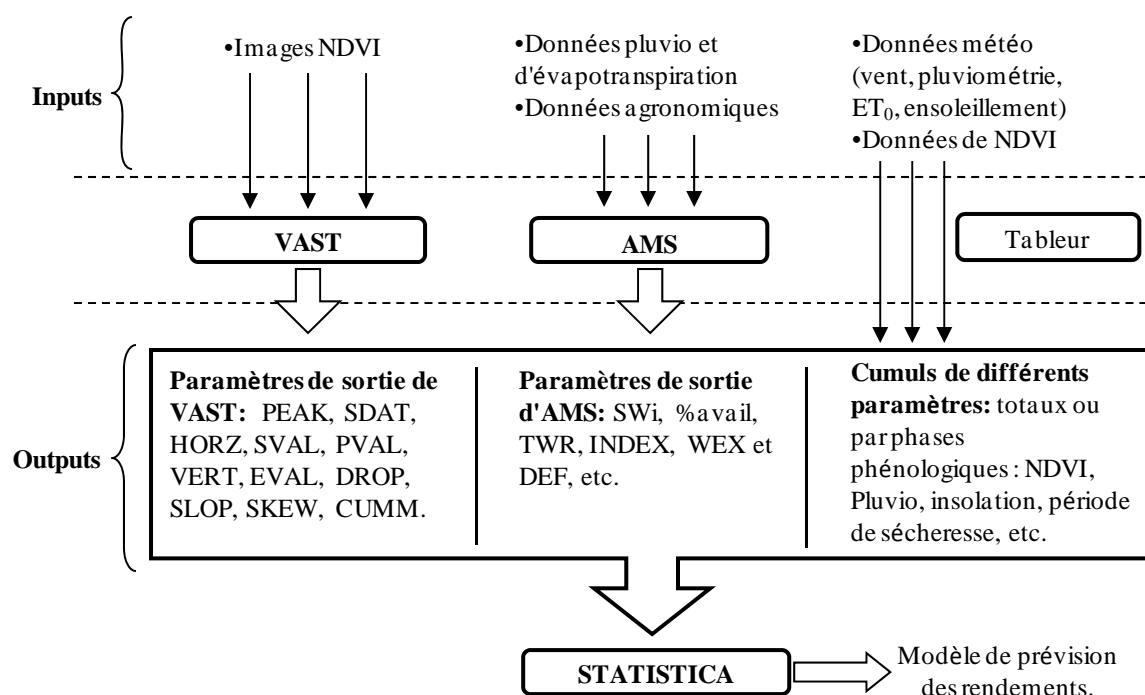 •Images NDVI
•Données pluvio et
d'évapotranspiration
•Données agronomiques
•Données météo
(vent, pluviométrie,
ET₀, ensoleillement)
•Données de NDVI
Inputs
VAST
AMS
Tableur
Outputs
Paramètres de sortie de
VAST: PEAK, SDAT,
HORZ, SVAL, PVAL,
VERT, EVAL, DROP,
SLOP, SKEW, CUMM.
Paramètres de sortie
d'AMS: SWi, %avail,
TWR, INDEX, WEX et
DEF, etc.
Cumuls de différents
paramètres: totaux ou
par phases
phénologiques : NDVI,
Pluvio, insolation, période
de sécheresse, etc.
STATISTICA
Modèle de prévision
des rendements.